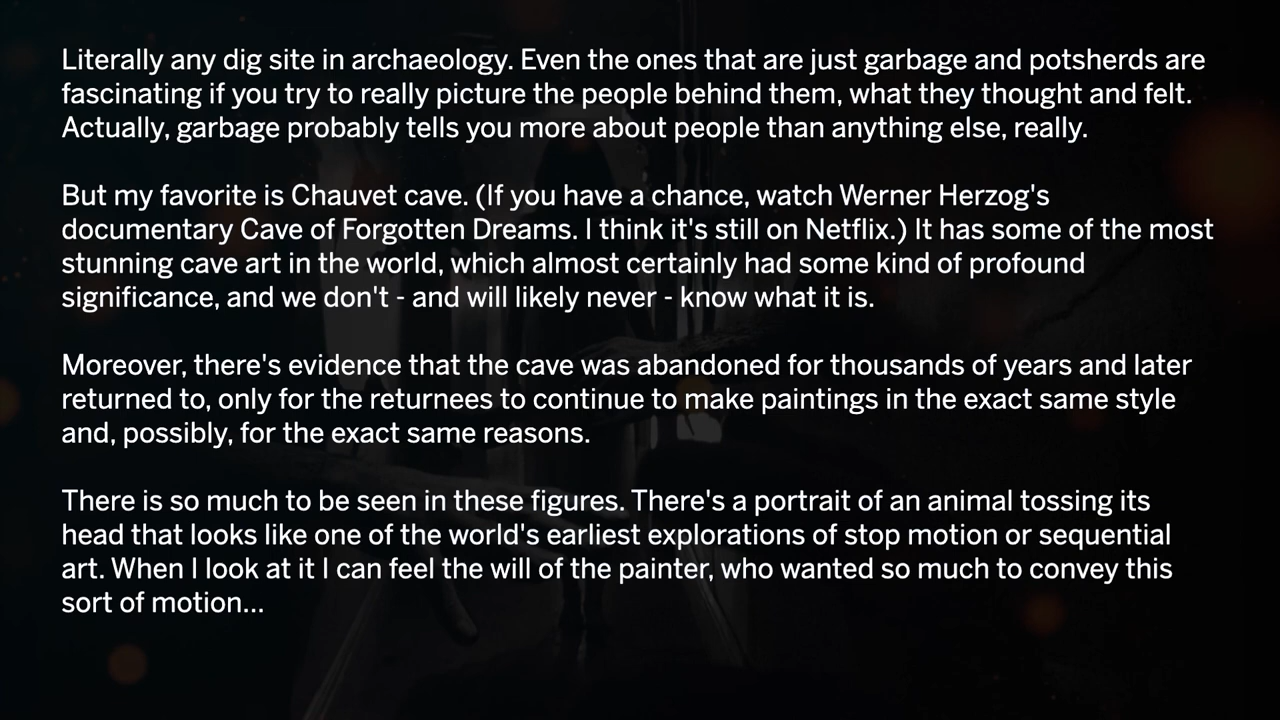 Literally any dig site in archaeology. Even the ones that are just garbage and potsherds are
fascinating if you try to really picture the people behind them, what they thought and felt.
Actually, garbage probably tells you more about people than anything else, really.
But my favorite is Chauvet cave. (If you have a chance, watch Werner Herzog's
documentary Cave of Forgotten Dreams. I think it's still on Netflix.) It has some of the most
stunning cave art in the world, which almost certainly had some kind of profound
significance, and we don't - and will likely never - know what it is.
Moreover, there's evidence that the cave was abandoned for thousands of years and later
returned to, only for the returnees to continue to make paintings in the exact same style
and, possibly, for the exact same reasons.
There is so much to be seen in these figures. There's a portrait of an animal tossing its
head that looks like one of the world's earliest explorations of stop motion or sequential
art. When I look at it I can feel the will of the painter, who wanted so much to convey this
sort of motion...